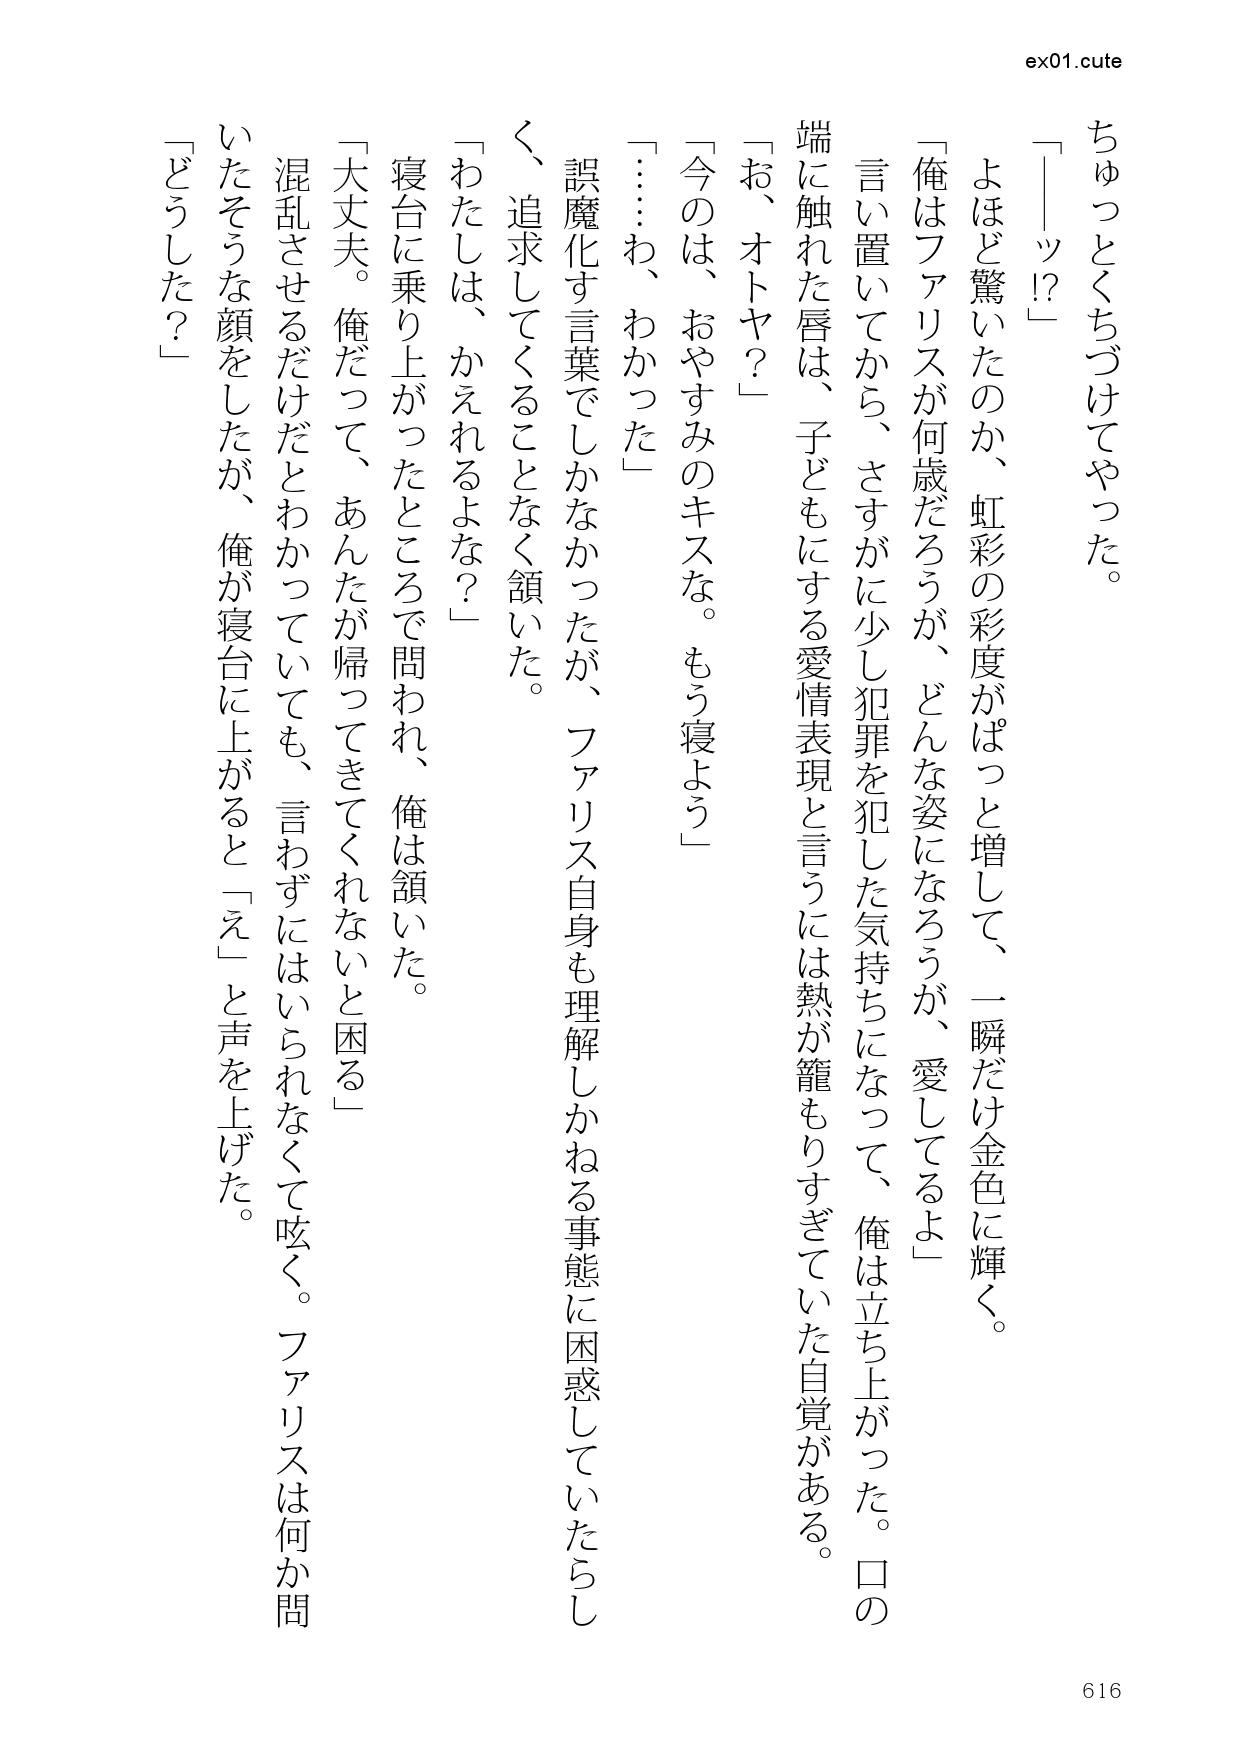 ex01.cute
ちゅっとくちづけてやった。
「――ッ!?」
よほど驚いたのか、虹彩の彩度がぱっと増して、一瞬だけ金色に輝く。
「俺はファリスが何歳だろうが、どんな姿になろうが、愛してるよ」
言い置いてから、さすがに少し犯罪を犯した気持ちになって、俺は立ち上がった。口の
端に触れた唇は、子どもにする愛情表現と言うには熱が籠もりすぎていた自覚がある。
「お、オトヤ？」
「今のは、おやすみのキスな。もう寝よう」
「……わ、わかった」
誤魔化す言葉でしかなかったが、ファリス自身も理解しかねる事態に困惑していたらし
く、追求してくることなく頷いた。
「わたしは、かえれるよな？」
寝台に乗り上がったところで問われ、俺は頷いた。
「大丈夫。俺だって、あんたが帰ってきてくれないと困る」
混乱させるだけだとわかっていても、言わずにはいられなくて呟く。ファリスは何か問
いたそうな顔をしたが、俺が寝台に上がると「え」と声を上げた。
「どうした？」
616